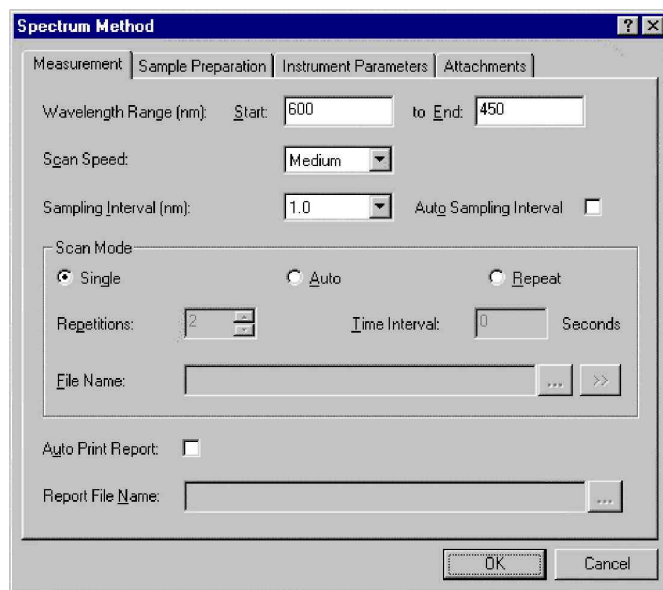 Spectrum Method
Measurement Sample Preparation Instrument Parameters Attachments
Wavelength Range (nm): Start: 600 to End: 450
Scan Speed: Medium
Sampling Interval (nm): 1.0 Auto Sampling Interval
Scan Mode
Single Auto Repeat
Repetitions: 2 Time Interval: 0 Seconds
File Name: ... >>
Auto Print Report:
Report File Name: ...
OK Cancel